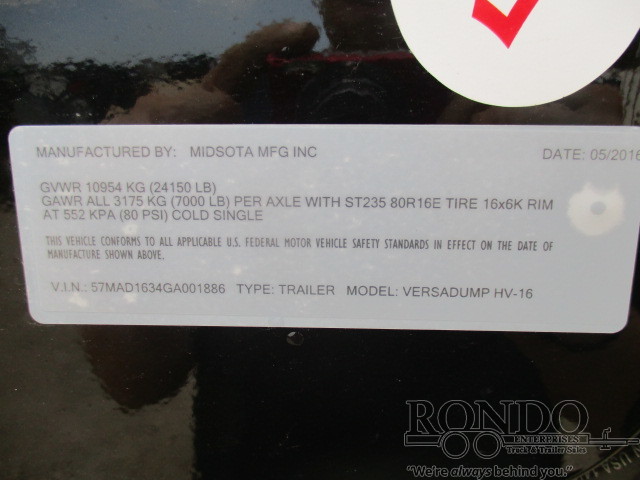 MANUFACTURED BY: MIDSOTA MFG INC DATE: 05/2016
GVWR 10954 KG (24150 LB)
GAWR ALL 3175 KG (7000 LB) PER AXLE WITH ST235 80R16E TIRE 16x6K RIM
AT 552 KPA (80 PSI) COLD SINGLE
THIS VEHICLE CONFORMS TO ALL APPLICABLE U.S. FEDERAL MOTOR VEHICLE SAFETY STANDARDS IN EFFECT ON THE DATE OF
MANUFACTURE SHOWN ABOVE.
V.I.N.: 57MAD1634GA001886 TYPE: TRAILER MODEL: VERSADUMP HV-16
RONDO
ENTERPRISES
Truck & Trailer Sales
"We're always behind you."